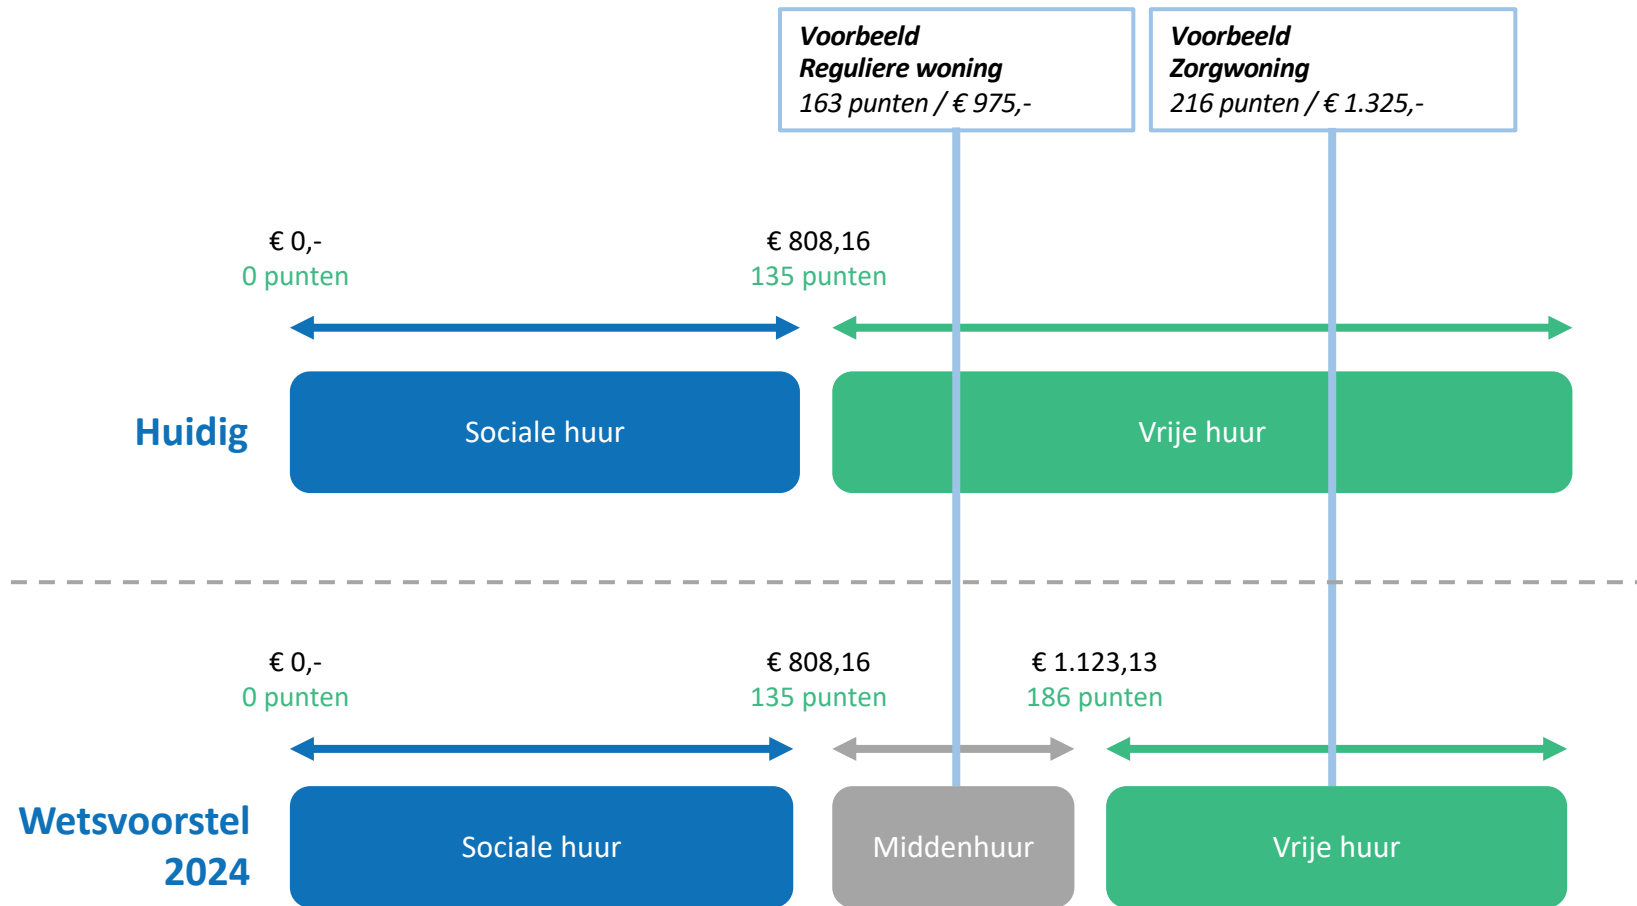 Voorbeeld
Reguliere woning
163 punten / € 975,-
Voorbeeld
Zorgwoning
216 punten / € 1.325,-
€ 0,-
0 punten
€ 808,16
135 punten
Huidig
Sociale huur
Vrije huur
€ 0,-
0 punten
€ 808,16
135 punten
€ 1.123,13
186 punten
Wetsvoorstel
2024
Sociale huur
Middenhuur
Vrije huur